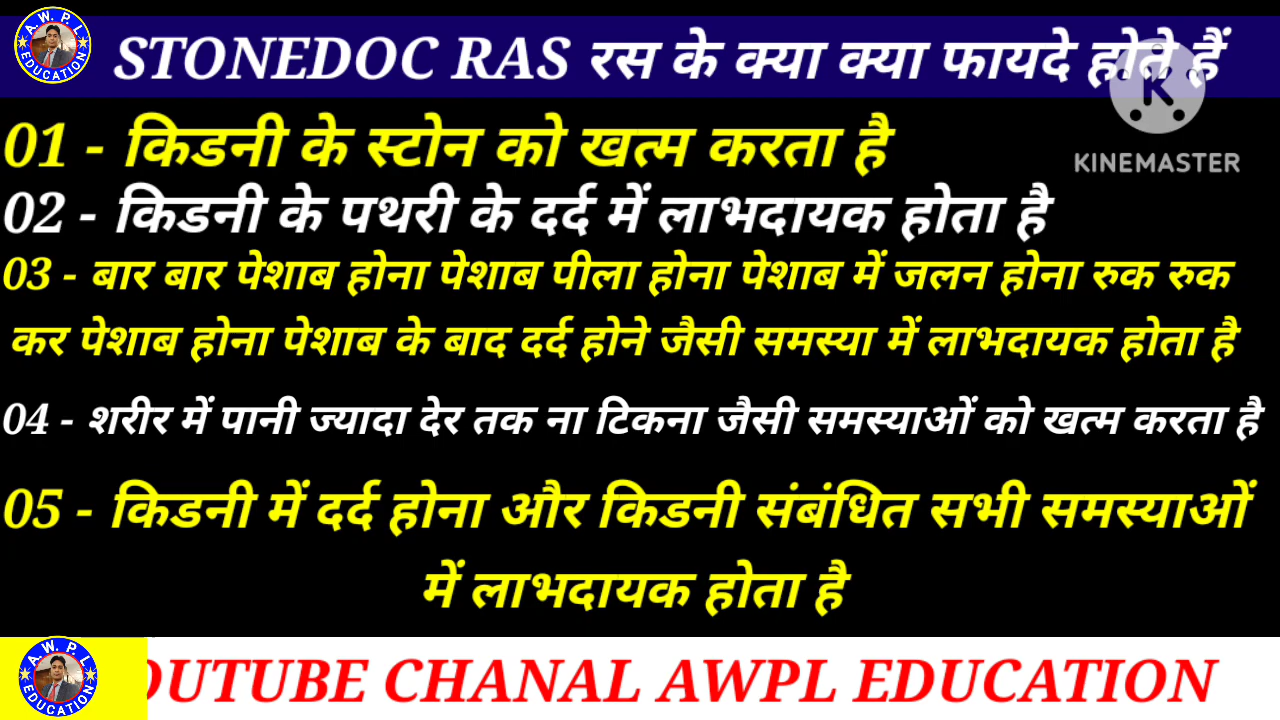 A.W.P.L
EDUCATION
STONEDOC RAS रस के क्या क्या फायदे होते हैं
KINEMASTER
01 - किडनी के स्टोन को खत्म करता है
02 - किडनी के पथरी के दर्द में लाभदायक होता है
03 - बार बार पेशाब होना पेशाब पीला होना पेशाब में जलन होना रुक रुक
कर पेशाब होना पेशाब के बाद दर्द होने जैसी समस्या में लाभदायक होता है
04 - शरीर में पानी ज्यादा देर तक ना टिकना जैसी समस्याओं को खत्म करता है
05 - किडनी में दर्द होना और किडनी संबंधित सभी समस्याओं
में लाभदायक होता है
A.W.P.L
EDUCATION
OUTUBE CHANAL AWPL EDUCATION